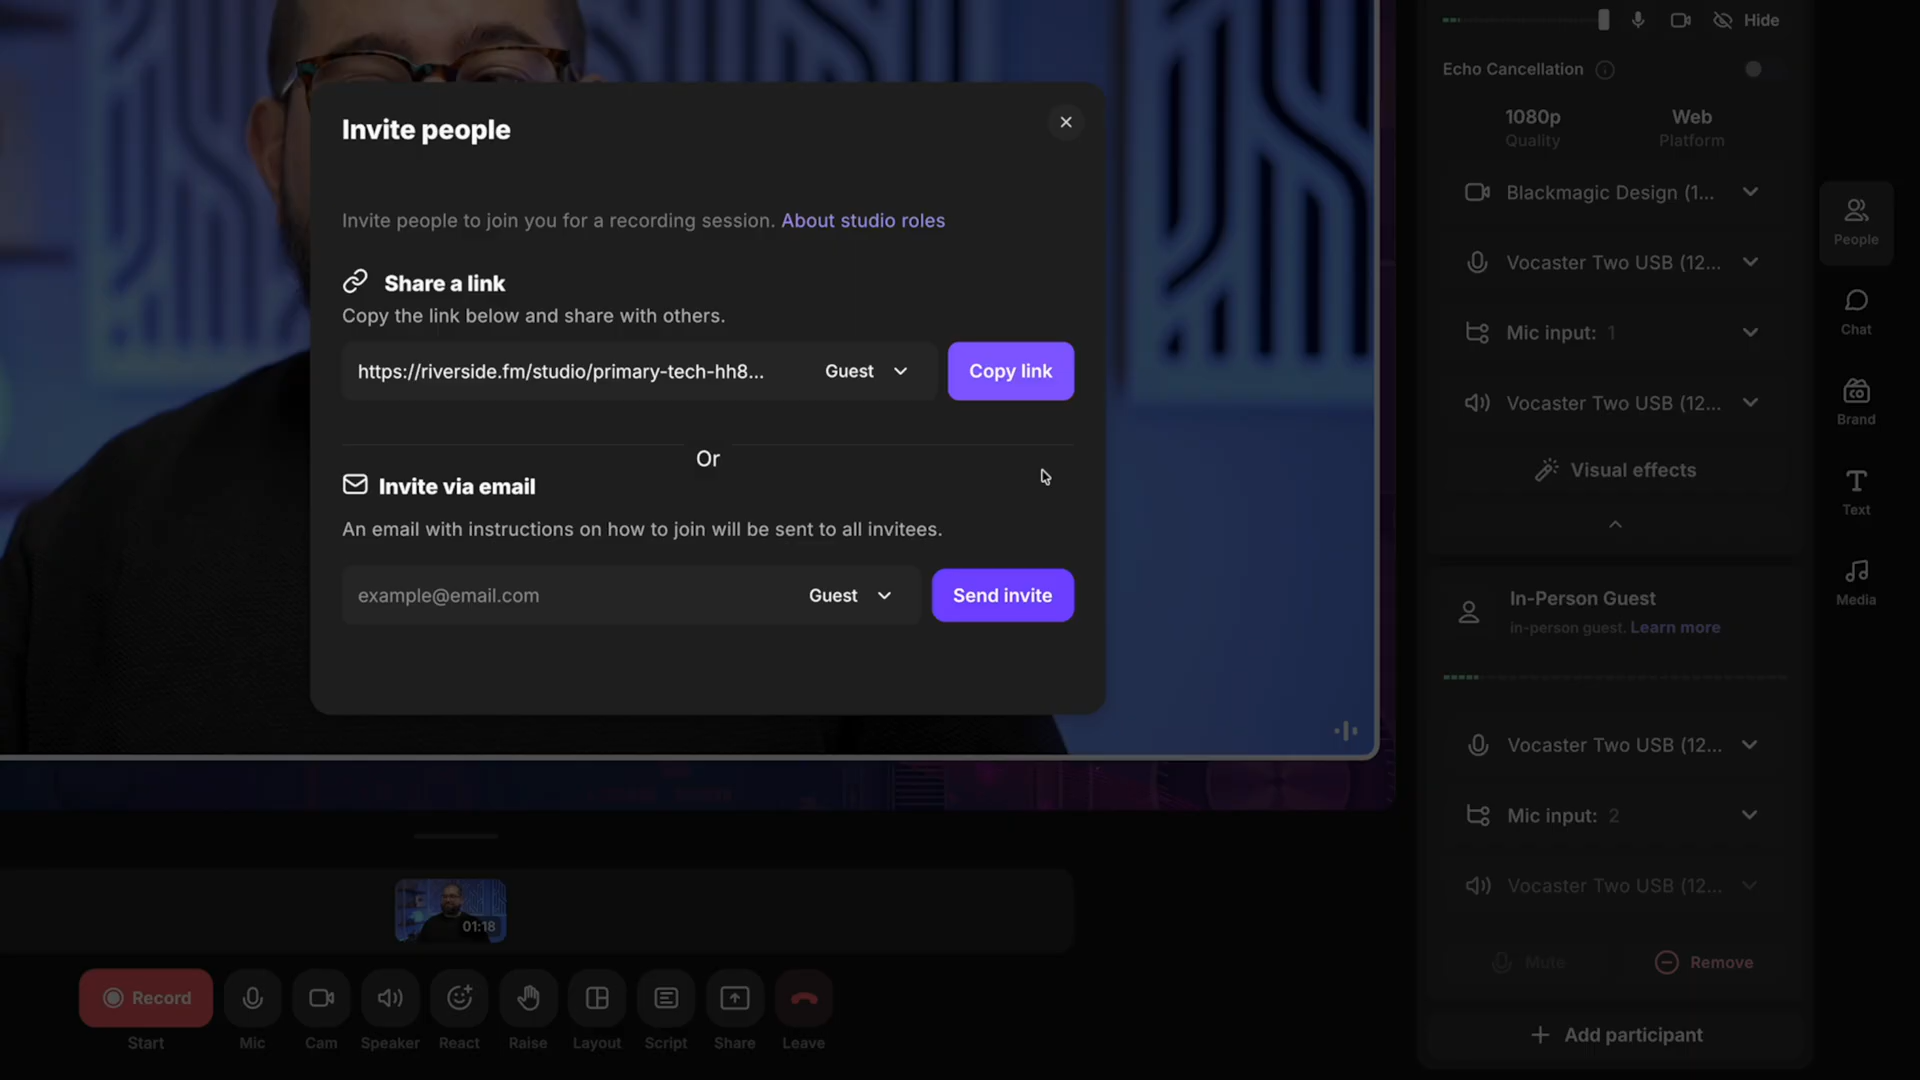 Invite people
Invite people to join you for a recording session. About studio roles
Share a link
Copy the link below and share with others.
https://riverside.fm/studio/primary-tech-hh8... Guest Copy link
Or
Invite via email
An email with instructions on how to join will be sent to all invitees.
example@email.com Guest Send invite
01:18
Record
Start
Mic
Cam
Speaker
React
Raise
Layout
Script
Share
Leave
Hide
Echo Cancellation
1080p Web
Quality Platform
Blackmagic Design (1...
Vocaster Two USB (12...
Mic input: 1
Vocaster Two USB (12...
Visual effects
In-Person Guest
in-person guest. Learn more
Vocaster Two USB (12...
Mic input: 2
Vocaster Two USB (12...
Mute Remove
Add participant
People
Chat
Brand
Text
Media